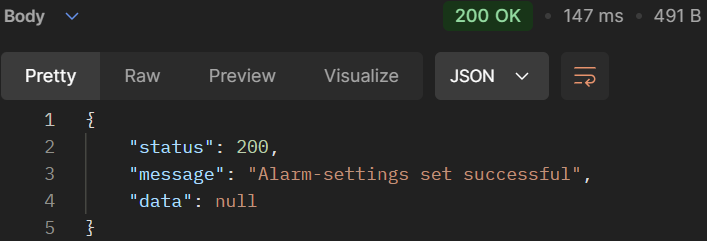 Body 200 OK • 147 ms • 491 B
Pretty Raw Preview Visualize JSON
1 {
2 "status": 200,
3 "message": "Alarm-settings set successful",
4 "data": null
5 }